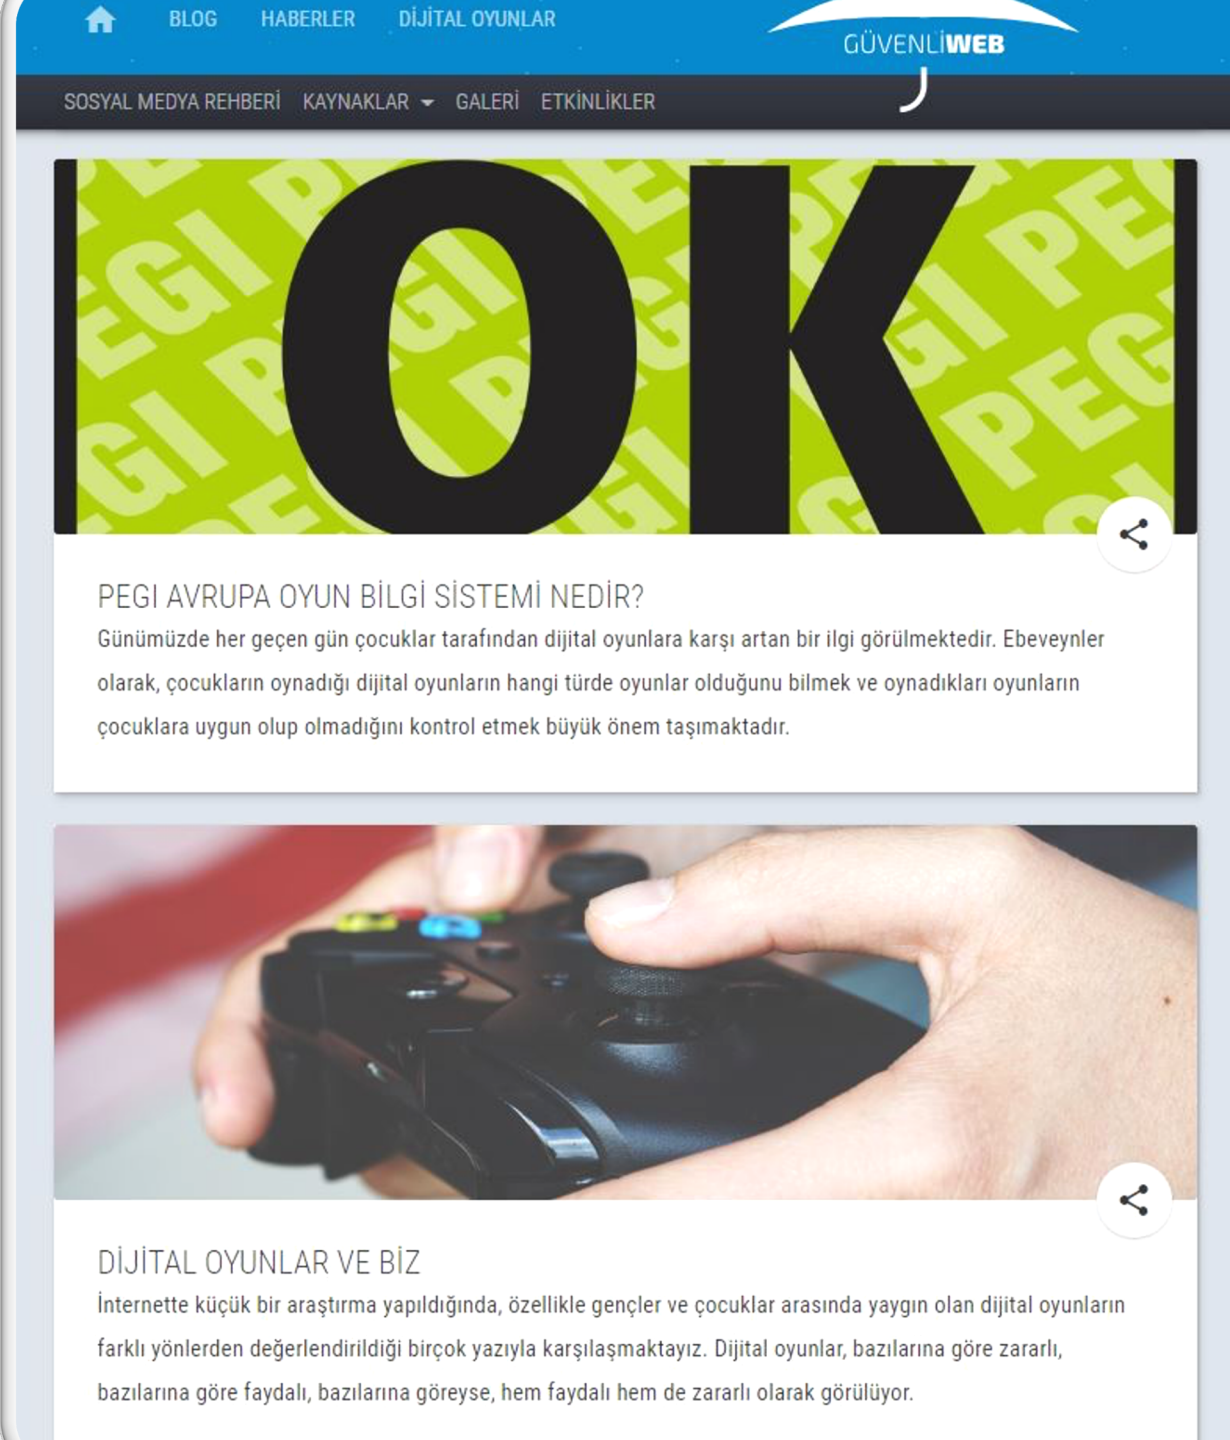 BLOG HABERLER DİJİTAL OYUNLAR
GÜVENLİWEB
SOSYAL MEDYA REHBERİ KAYNAKLAR GALERİ ETKİNLİKLER
OK
PEGI
PEGI AVRUPA OYUN BİLGİ SİSTEMİ NEDİR?
Günümüzde her geçen gün çocuklar tarafından dijital oyunlara karşı artan bir ilgi görülmektedir. Ebeveynler
olarak, çocukların oynadığı dijital oyunların hangi türde oyunlar olduğunu bilmek ve oynadıkları oyunların
çocuklara uygun olup olmadığını kontrol etmek büyük önem taşımaktadır.
DİJİTAL OYUNLAR VE BİZ
İnternette küçük bir araştırma yapıldığında, özellikle gençler ve çocuklar arasında yaygın olan dijital oyunların
farklı yönlerden değerlendirildiği birçok yazıyla karşılaşmaktayız. Dijital oyunlar, bazılarına göre zararlı,
bazılarına göre faydalı, bazılarına göreyse, hem faydalı hem de zararlı olarak görülüyor.